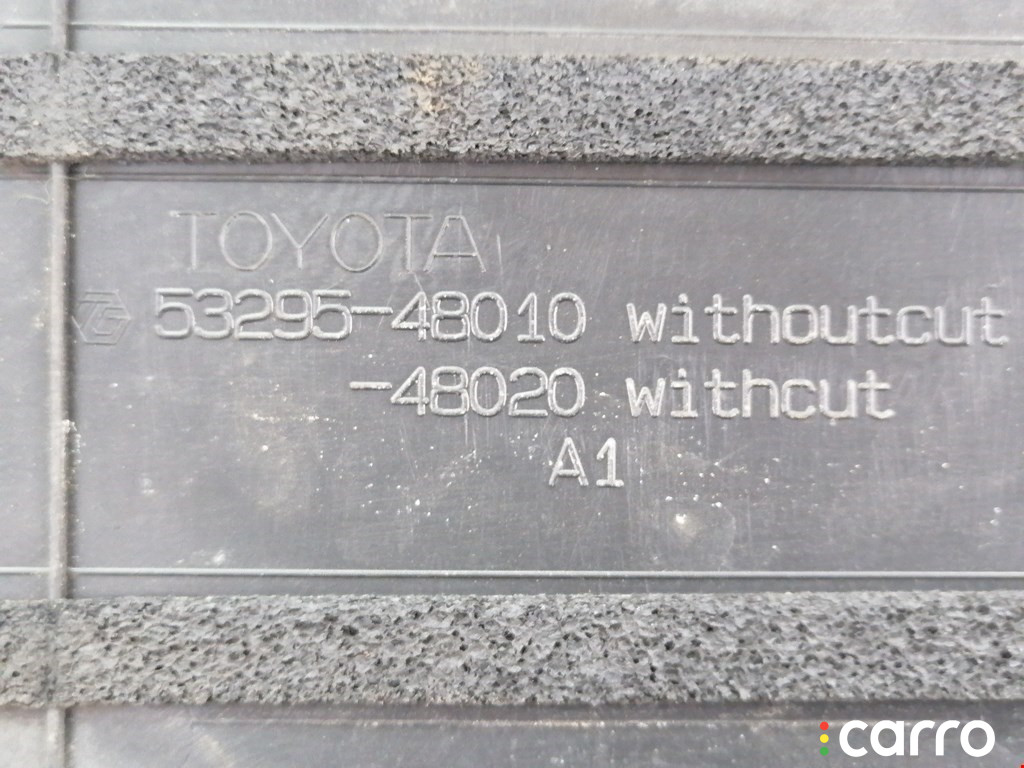 TOYOTA
53295-48010 withoutcut
-48020 withcut
A1
carro